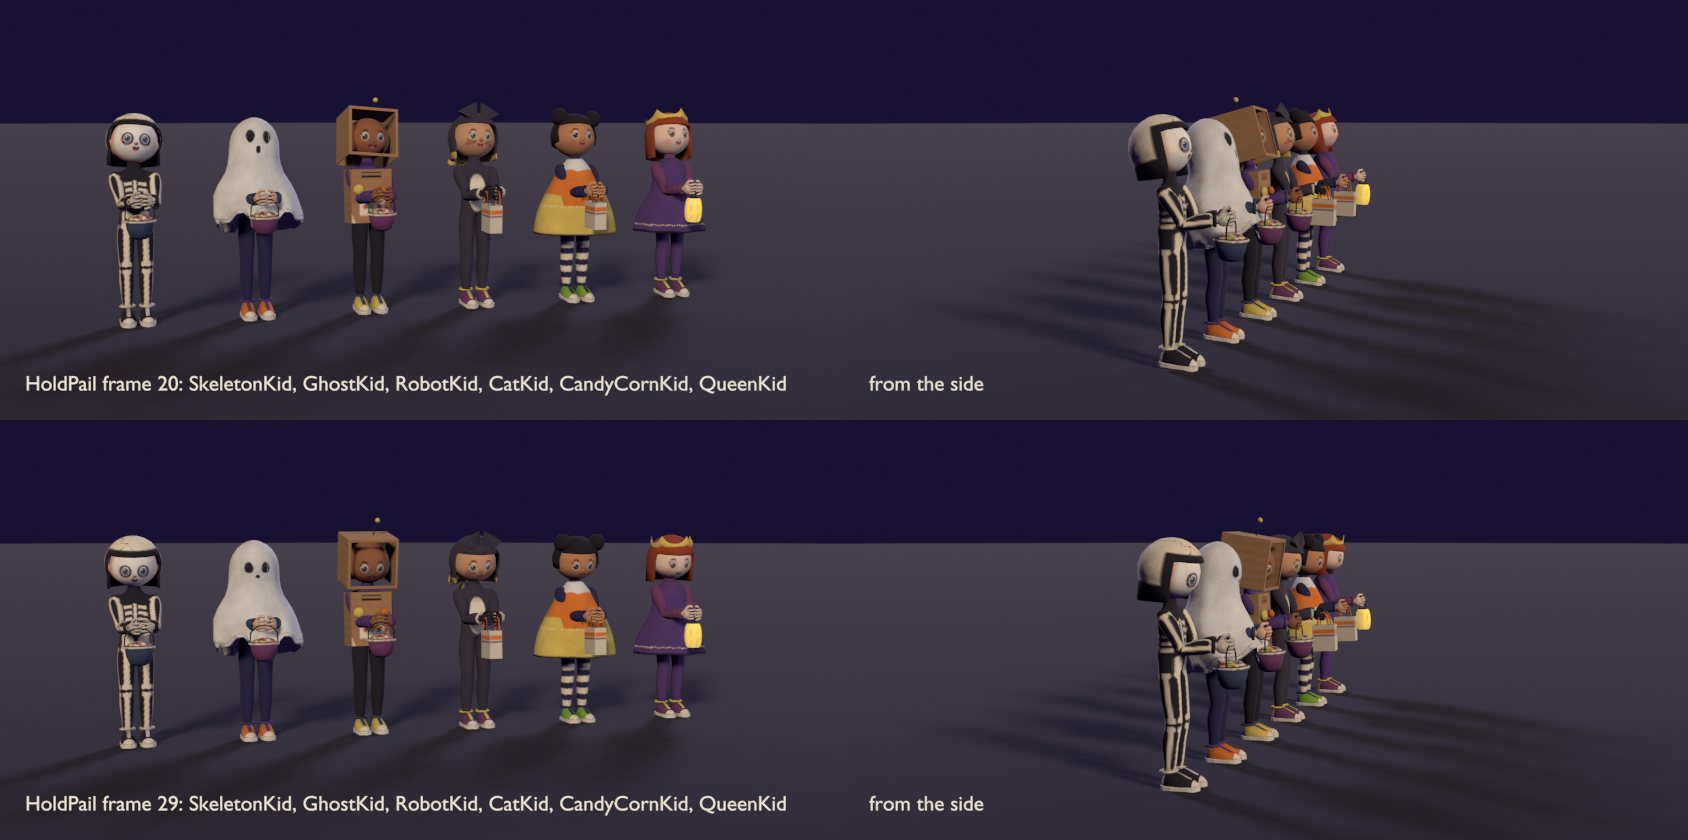 HoldPail frame 20: SkeletonKid, GhostKid, RobotKid, CatKid, CandyCornKid, QueenKid
from the side
HoldPail frame 29: SkeletonKid, GhostKid, RobotKid, CatKid, CandyCornKid, QueenKid
from the side